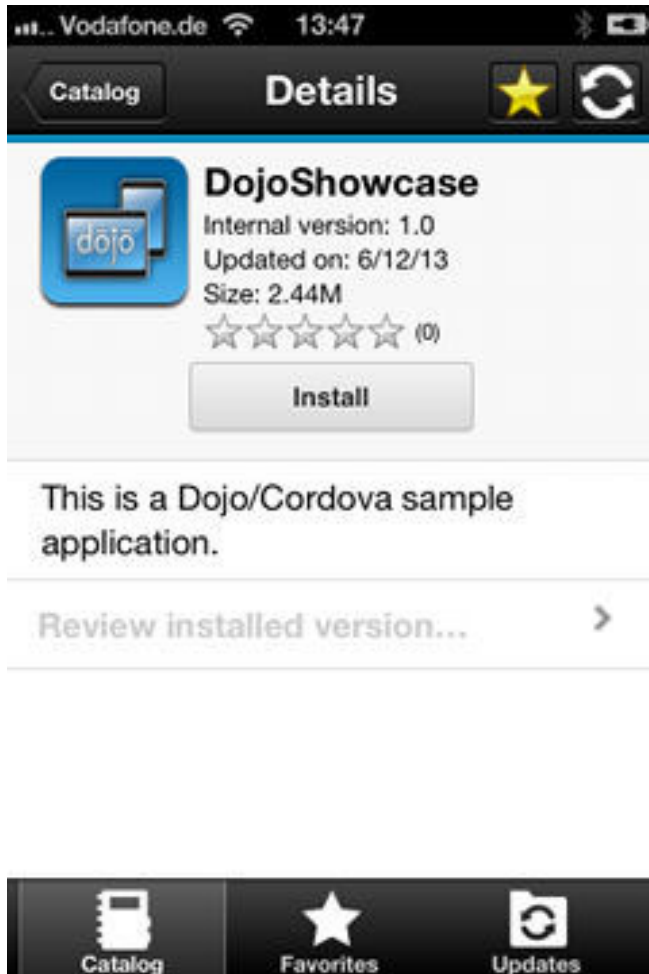 Vodafone.de 13:47
Catalog Details
dōjō
DojoShowcase
Internal version: 1.0
Updated on: 6/12/13
Size: 2.44M
(0)
Install
This is a Dojo/Cordova sample
application.
Review installed version...
Catalog Favorites Updates